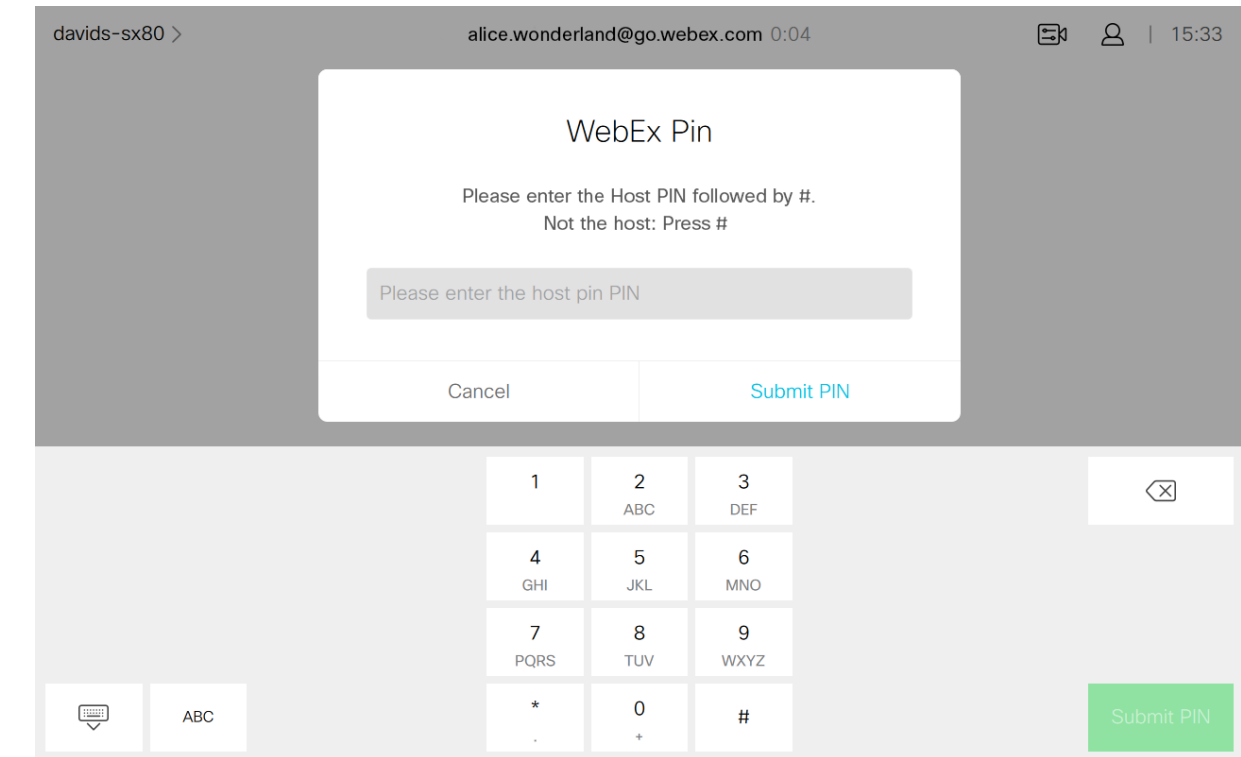 davids-sx80 >
alice.wonderland@go.webex.com 0:04
| 15:33
WebEx Pin
Please enter the Host PIN followed by #.
Not the host: Press #
Please enter the host pin PIN
Cancel
Submit PIN
1
2
3
ABC
DEF
4
5
6
GHI
JKL
MNO
7
8
9
PQRS
TUV
WXYZ
ABC
*
0
#
.
+
Submit PIN